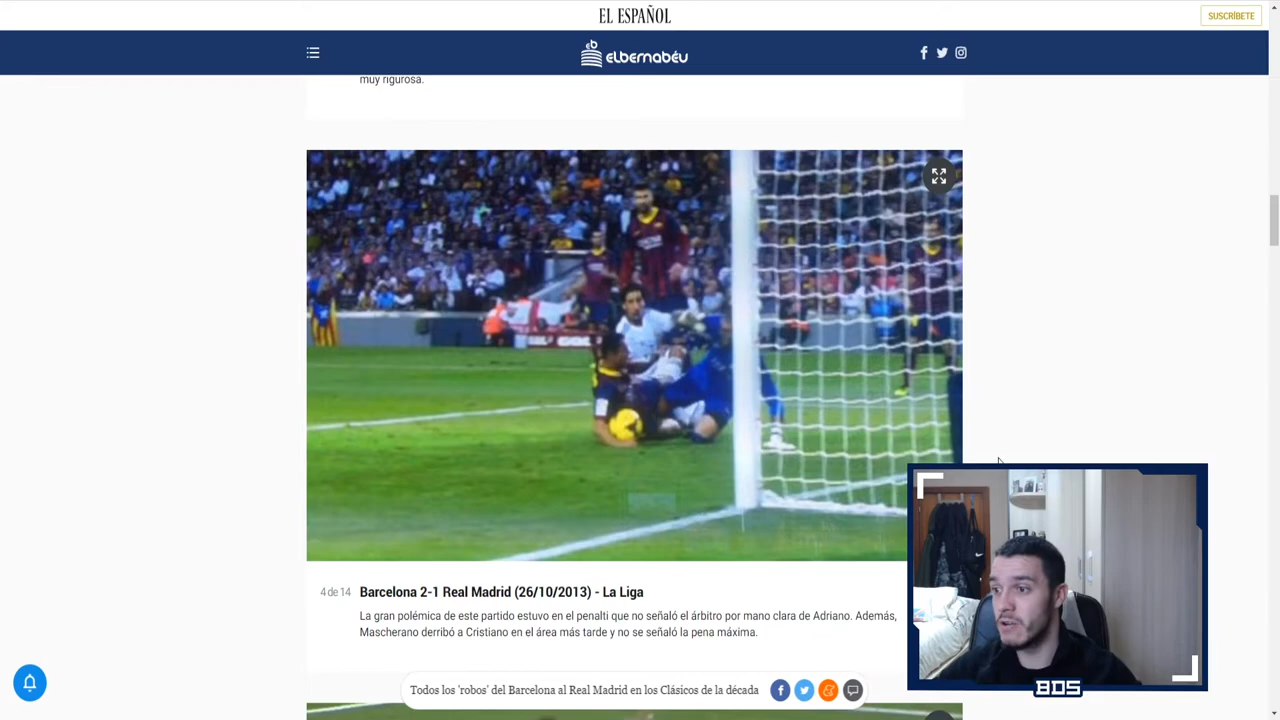 EL ESPAÑOL
SUSCRÍBETE
elbernabéu
muy rigurosa.
4 de 14
Barcelona 2-1 Real Madrid (26/10/2013) - La Liga
La gran polémica de este partido estuvo en el penalti que no señaló el árbitro por mano clara de Adriano. Además,
Mascherano derribó a Cristiano en el área más tarde y no se señaló la pena máxima.
Todos los 'robos' del Barcelona al Real Madrid en los Clásicos de la década